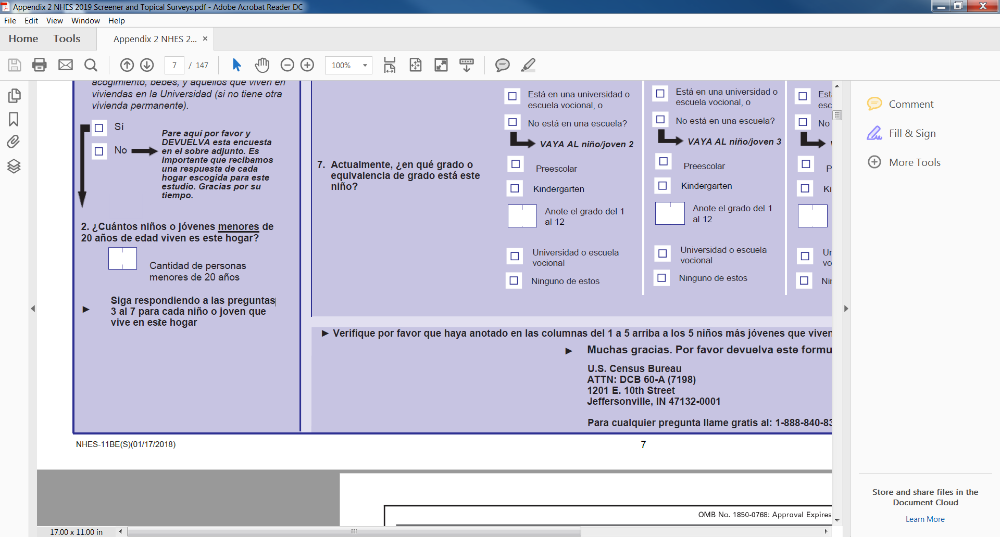 Appendix 2 NHES 2019 Screener and Topical Surveys.pdf - Adobe Acrobat Reader DC
File Edit View Window Help
Home Tools Appendix 2 NHES 2... ×
7 / 147 100%
acogimiento, bebés, y aquellos que viven en
viviendas en la Universidad (si no tiene otra
vivienda permanente).
Sí
No
Pare aquí por favor y
DEVUELVA esta encuesta
en el sobre adjunto. Es
importante que recibamos
una respuesta de cada
hogar escogida para este
estudio. Gracias por su
tiempo.
2. ¿Cuántos niños o jóvenes menores de
20 años de edad viven es este hogar?
Cantidad de personas
menores de 20 años
Siga respondiendo a las preguntas
3 al 7 para cada niño o joven que
vive en este hogar
7. Actualmente, ¿en qué grado o
equivalencia de grado está este
niño?
Está en una universidad o
escuela vocional, o
No está en una escuela?
VAYA AL niño/joven 2
Preescolar
Kindergarten
Anote el grado del 1
al 12
Universidad o escuela
vocional
Ninguno de estos
Está en una universidad o
escuela vocional, o
No está en una escuela?
VAYA AL niño/joven 3
Preescolar
Kindergarten
Anote el grado del 1
al 12
Universidad o escuela
vocional
Ninguno de estos
Est
esc
No
P
Ki
Ur
vo
Nir
Verifique por favor que haya anotado en las columnas del 1 a 5 arriba a los 5 niños más jóvenes que viven
Muchas gracias. Por favor devuelva este formu
U.S. Census Bureau
ATTN: DCB 60-A (7198)
1201 E. 10th Street
Jeffersonville, IN 47132-0001
Para cualquier pregunta llame gratis al: 1-888-840-83
NHES-11BE(S)(01/17/2018)
7
OMB No. 1850-0768: Approval Expires
17.00 x 11.00 in
Comment
Fill & Sign
More Tools
Store and share files in the
Document Cloud
Learn More